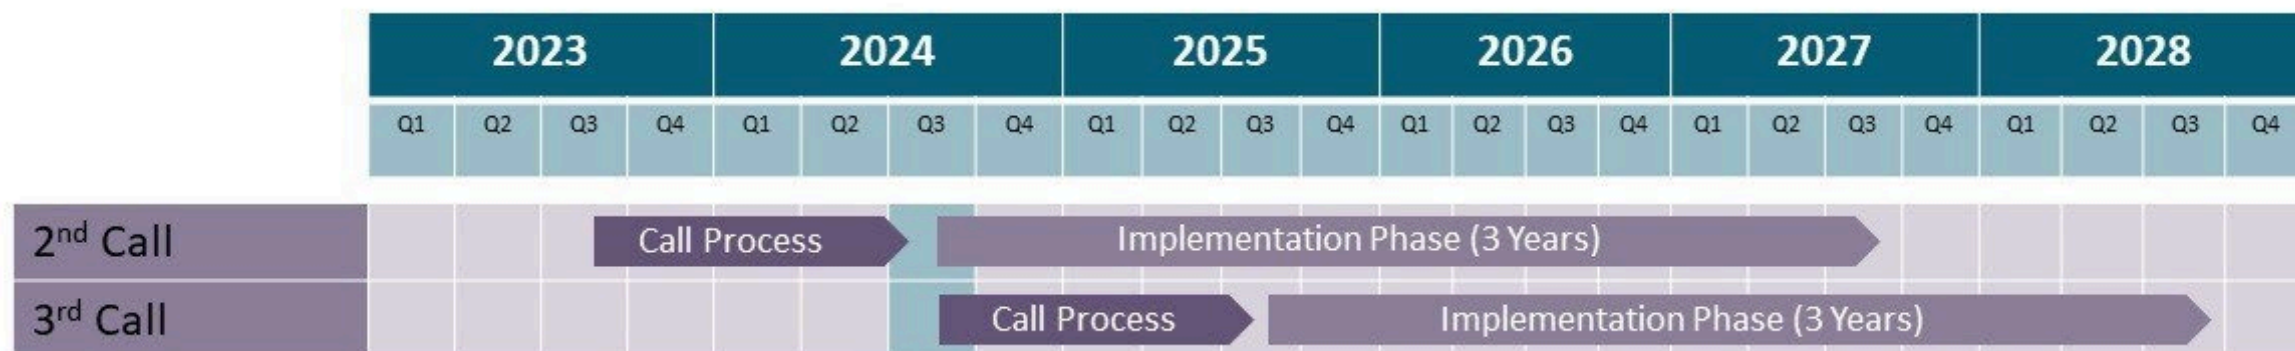 2023 2024 2025 2026 2027 2028
Q1 Q2 Q3 Q4 Q1 Q2 Q3 Q4 Q1 Q2 Q3 Q4 Q1 Q2 Q3 Q4 Q1 Q2 Q3 Q4 Q1 Q2 Q3 Q4
2nd Call Call Process Implementation Phase (3 Years)
3rd Call Call Process Implementation Phase (3 Years)